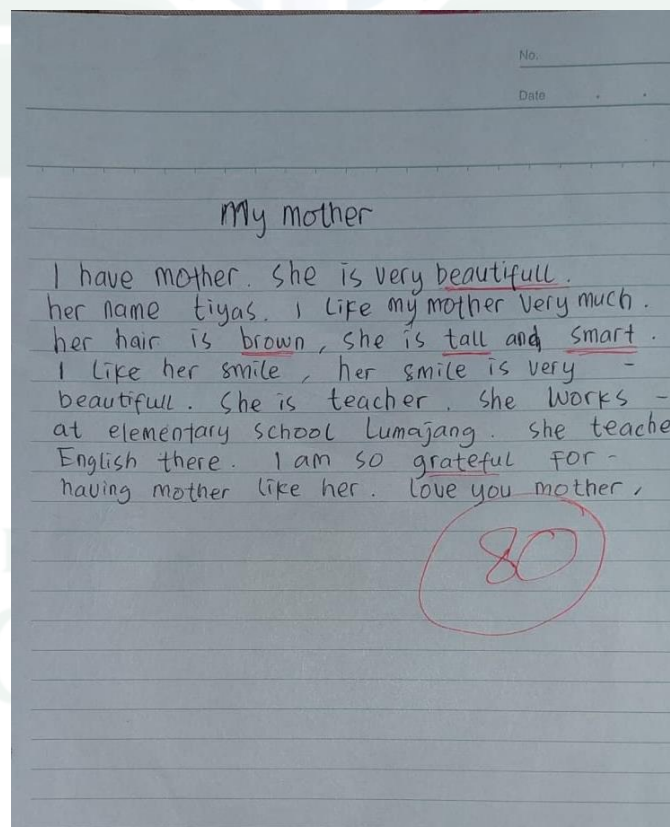 No.
Date
My mother
I have mother. she is very beautifull.
her name tiyas. I like my mother very much.
her hair is brown, she is tall and smart.
I like her smile, her smile is very -
beautifull. She is teacher. she works -
at elementary school Lumajang. she teache
English there. I am so grateful for -
having mother like her. love you mother,
80